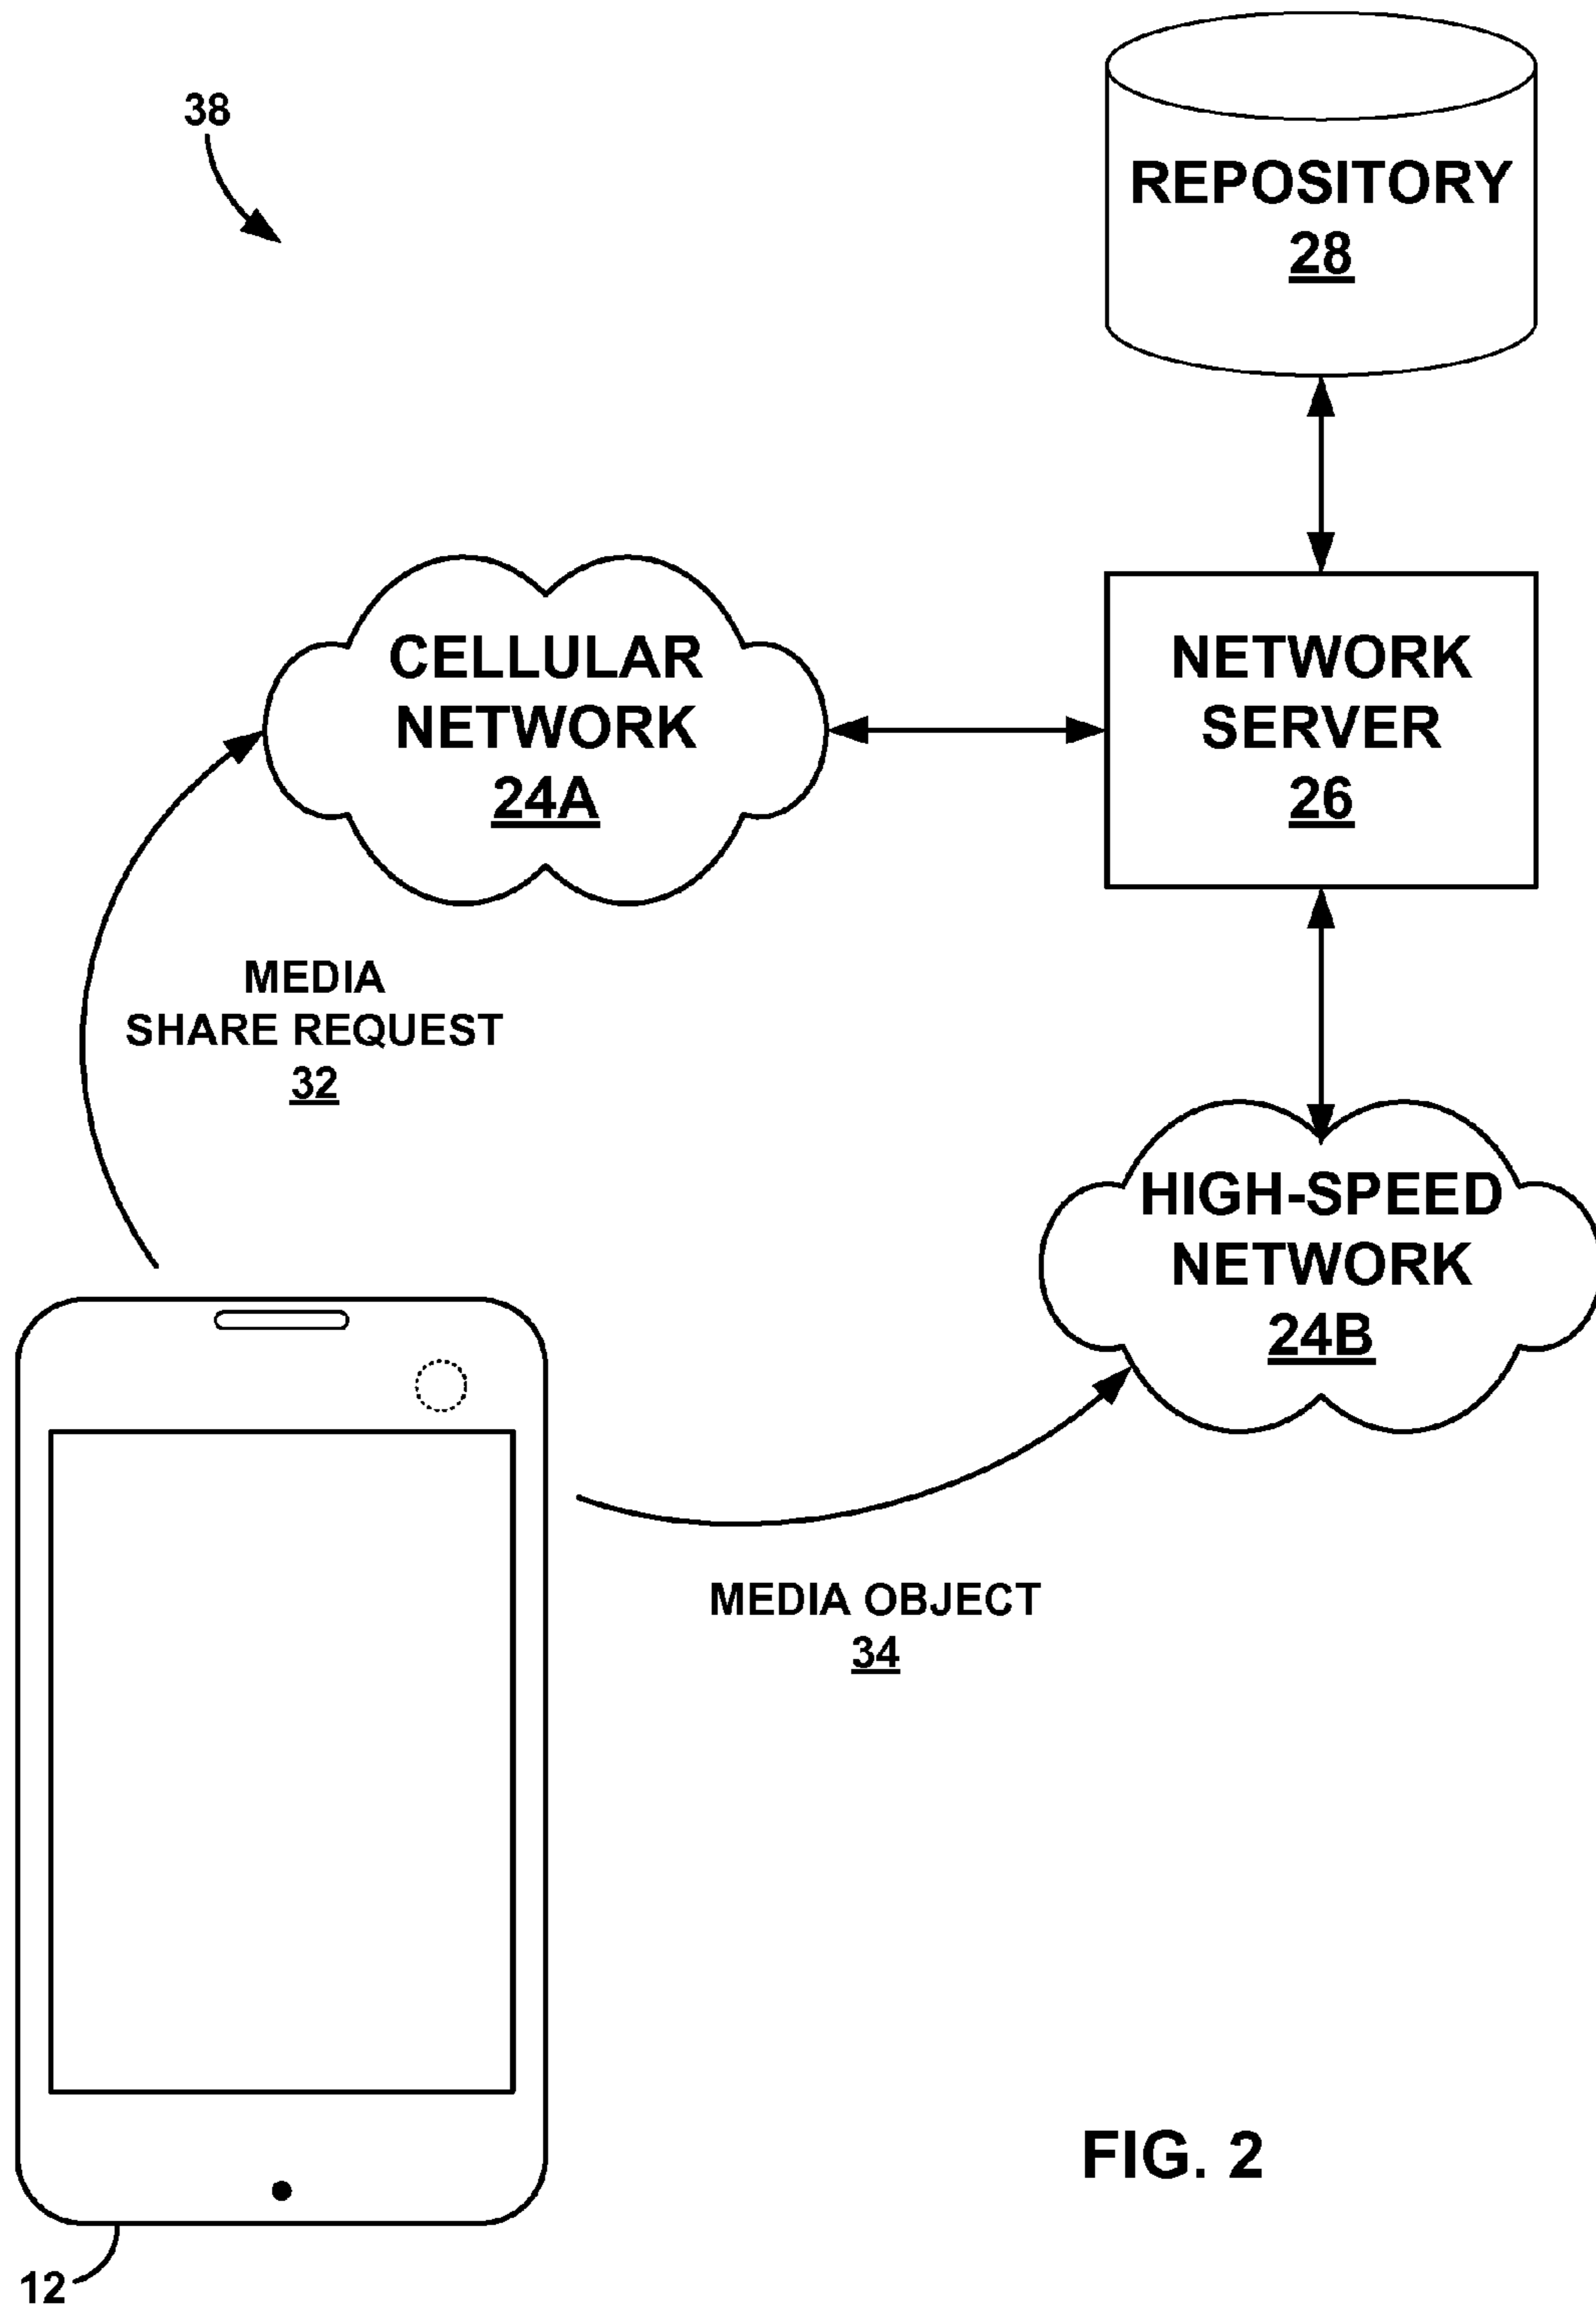 38
REPOSITORY
28
CELLULAR
NETWORK
24A
NETWORK
SERVER
26
MEDIA
SHARE REQUEST
32
HIGH-SPEED
NETWORK
24B
MEDIA OBJECT
34
FIG. 2
12